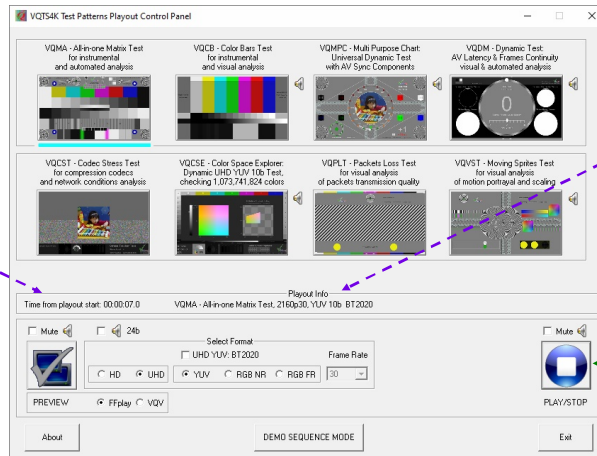 VQTS4K Test Patterns Playout Control Panel
VQMA - All-in-one Matrix Test
for instrumental
and automated analysis
VQCB - Color Bars Test
for instrumental
and visual analysis
VQMPC - Multi Purpose Chart:
Universal Dynamic Test
with AV Sync Components
VQDM - Dynamic Test:
AV Latency & Frames Continuity
visual & automated analysis
0
VQCST - Codec Stress Test
for compression codecs
and network conditions analysis
VQCSE - Color Space Explorer:
Dynamic UHD YUV 10b Test,
checking 1,073,741,824 colors
VQPLT - Packets Loss Test
for visual analysis
of packets transmission quality
VQVST - Moving Sprites Test
for visual analysis
of motion portrayal and scaling
Playout Info
Time from playout start: 00:00:07.0 VQMA - All-in-one Matrix Test, 2160p30, YUV 10b BT2020
Mute 24b
Select Format
UHD YUV: BT2020 Frame Rate
HD UHD YUV RGB NR RGB FR 30
PREVIEW FFplay VQV
Mute
PLAY/STOP
About DEMO SEQUENCE MODE Exit